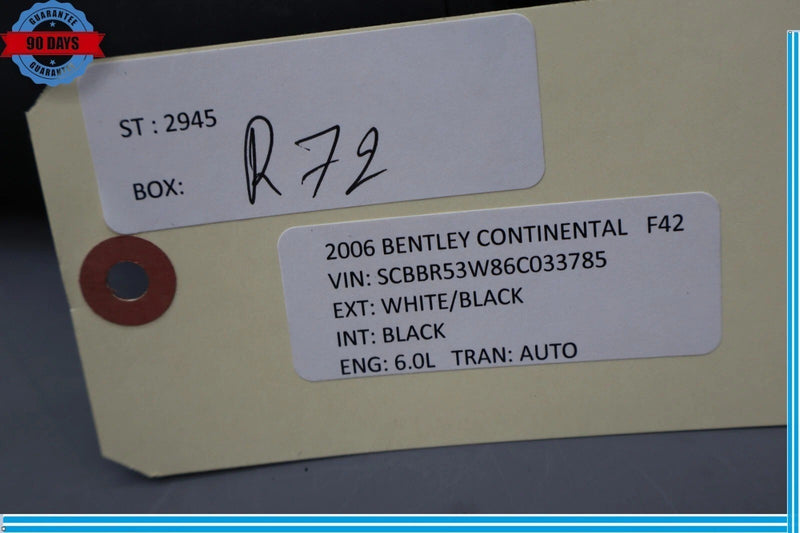 GUARANTEE
90 DAYS
GUARANTEE
ST : 2945
BOX: R72
2006 BENTLEY CONTINENTAL F42
VIN: SCBBR53W86C033785
EXT: WHITE/BLACK
INT: BLACK
ENG: 6.0L TRAN: AUTO